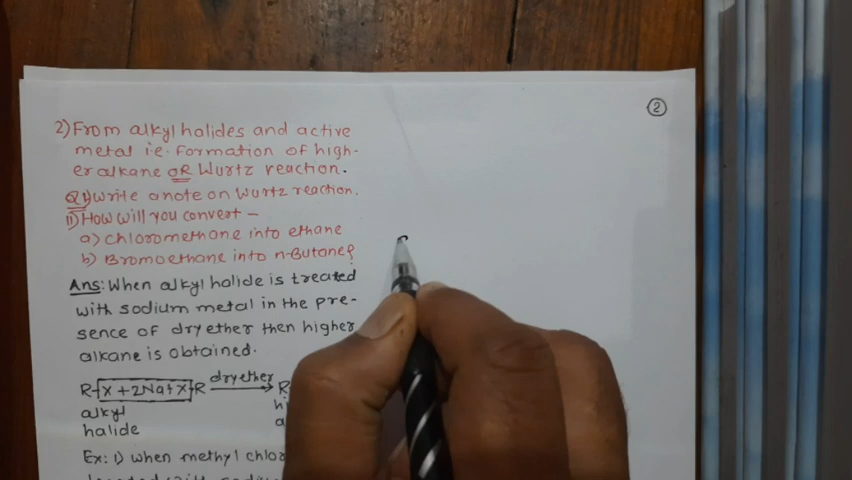 2
2) From alkyl halides and active
metal i.e. formation of high-
er alkane OR Wurtz reaction.
Q.i) Write a note on Wurtz reaction.
ii) How will you convert –
a) chloromethane into ethane
b) Bromoethane into n-Butane?
Ans: When alkyl halide is treated
with sodium metal in the pre-
sence of dry ether then higher
alkane is obtained.
R-X + 2Na + X-R dry ether R
alkyl
halide
Ex: 1) when methyl chlor